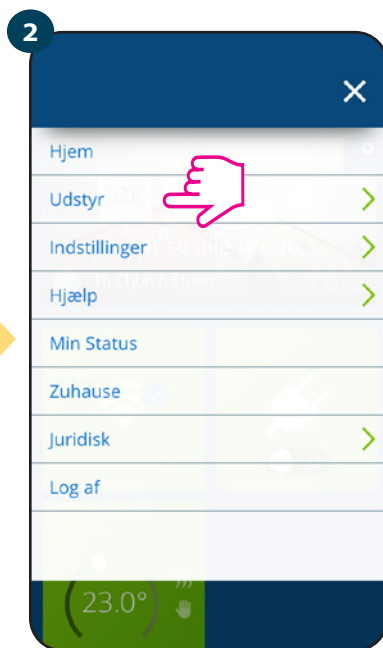 2
Hjem
Udstyr
Indstillinger
Hjælp
Min Status
Zuhause
Juridisk
Log af
23.0°